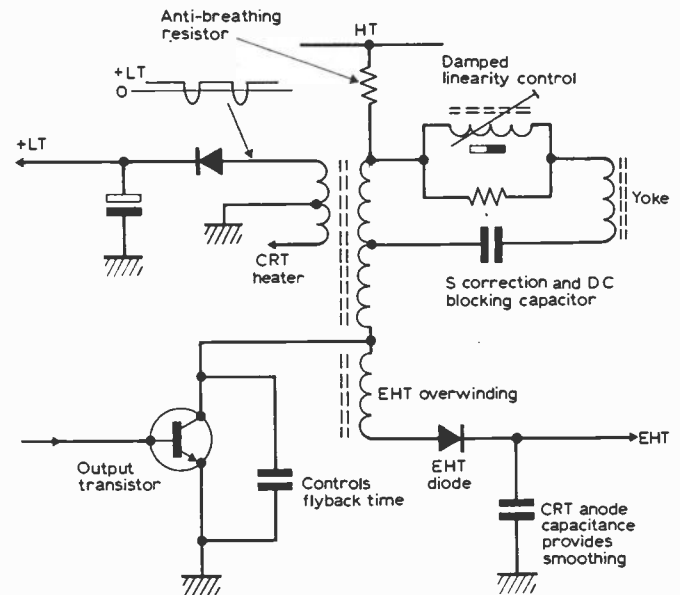 Anti-breathing
resistor
HT
Damped
linearity control
+LT
0
+LT
Yoke
CRT
heater
S correction and DC
blocking capacitor
EHT overwinding
Output
transistor
Controls
flyback time
EHT
diode
EHT
CRT anode
capacitance
provides
smoothing